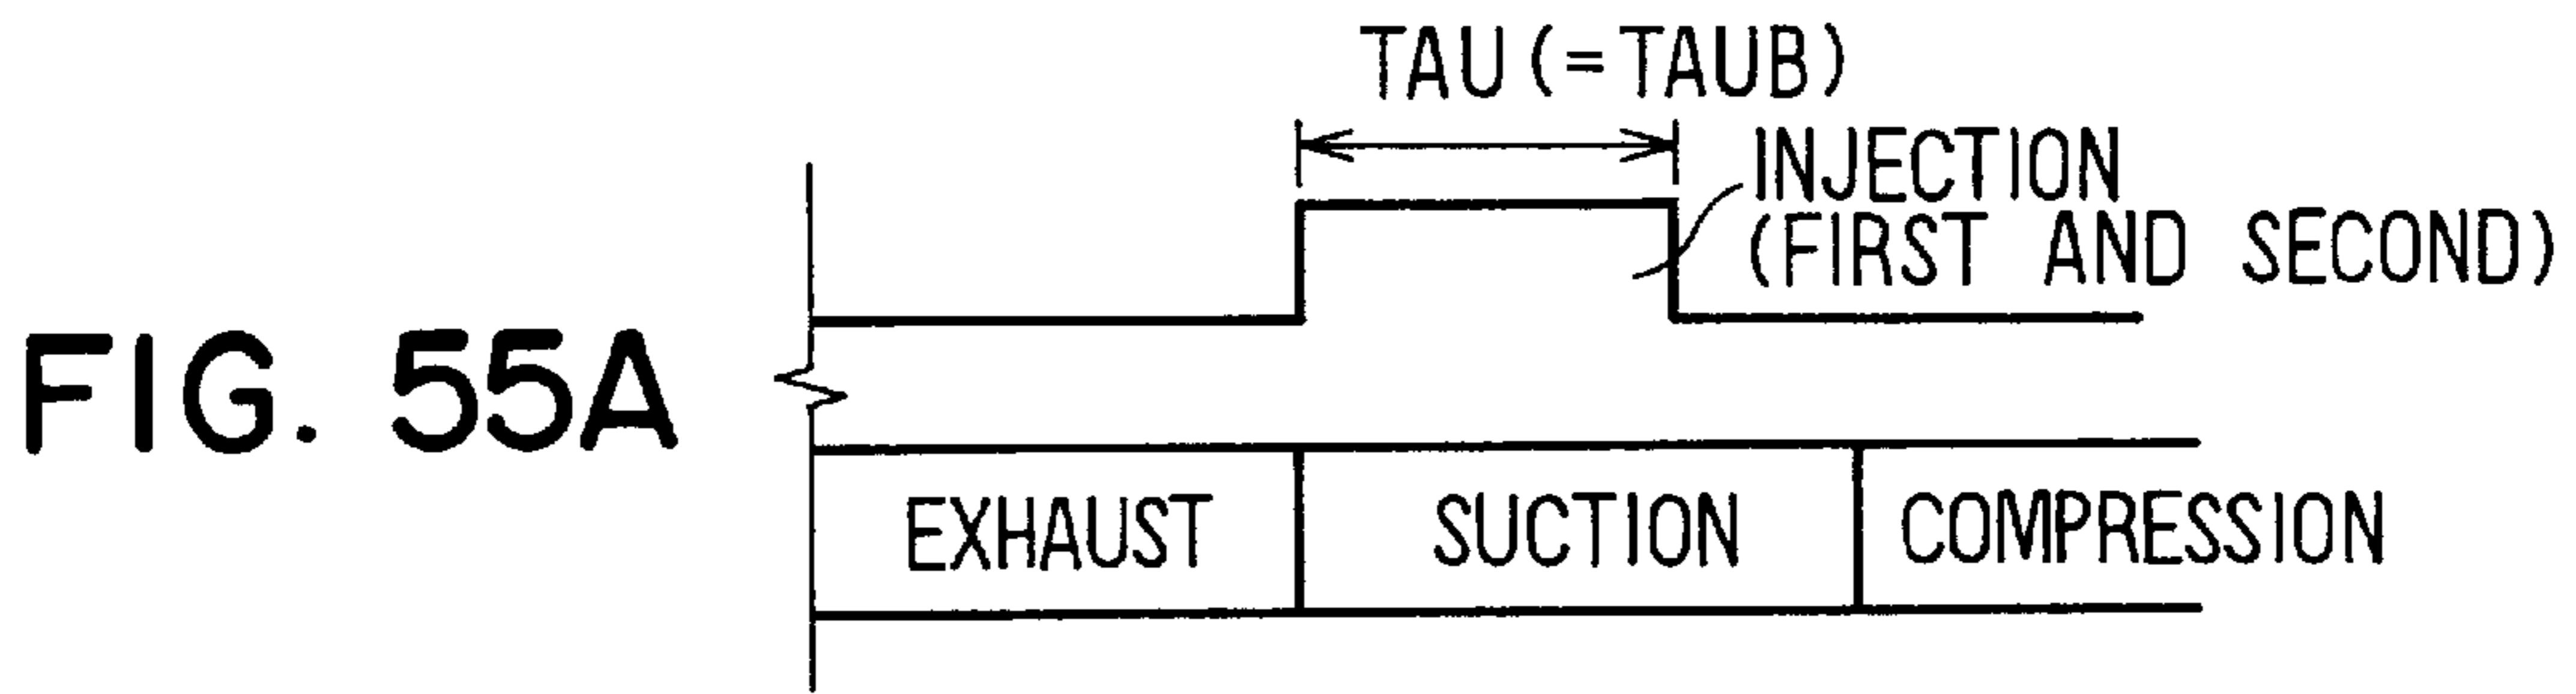 TAU (=TAUB)
INJECTION
(FIRST AND SECOND)
FIG. 55A
EXHAUST SUCTION COMPRESSION